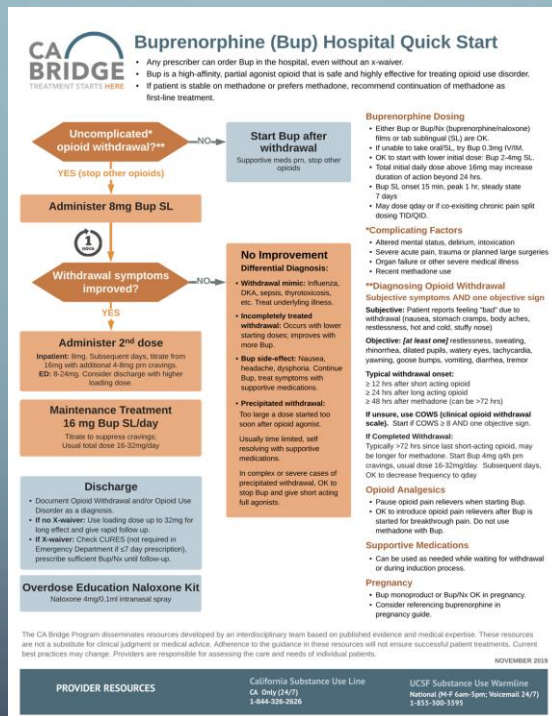 CA
BRIDGE
TREATMENT STARTS HERE
Buprenorphine (Bup) Hospital Quick Start
• Any prescriber can order Bup in the hospital, even without an x-waiver.
• Bup is a high-affinity, partial agonist opioid that is safe and highly effective for treating opioid use disorder.
• If patient is stable on methadone or prefers methadone, recommend continuation of methadone as
first-line treatment.
Uncomplicated*
opioid withdrawal?**
NO
Start Bup after
withdrawal
Supportive meds prn, stop other
opioids
YES (stop other opioids)
Administer 8mg Bup SL
1
HOUR
Withdrawal symptoms
improved?
NO
YES
Administer 2nd dose
Inpatient: 8mg. Subsequent days, titrate from
16mg with additional 4-8mg prn cravings.
ED: 8-24mg. Consider discharge with higher
loading dose.
Maintenance Treatment
16 mg Bup SL/day
Titrate to suppress cravings;
Usual total dose 16-32mg/day
Discharge
• Document Opioid Withdrawal and/or Opioid Use
Disorder as a diagnosis.
• If no X-waiver: Use loading dose up to 32mg for
long effect and give rapid follow up.
• If X-waiver: Check CURES (not required in
Emergency Department if ≤7 day prescription),
prescribe sufficient Bup/Nx until follow-up.
Overdose Education Naloxone Kit
Naloxone 4mg/0.1ml intranasal spray
No Improvement
Differential Diagnosis:
• Withdrawal mimic: Influenza,
DKA, sepsis, thyrotoxicosis,
etc. Treat underlying illness.
• Incompletely treated
withdrawal: Occurs with lower
starting doses; improves with
more Bup.
• Bup side-effect: Nausea,
headache, dysphoria. Continue
Bup, treat symptoms with
supportive medications.
• Precipitated withdrawal:
Too large a dose started too
soon after opioid agonist.
Usually time limited, self
resolving with supportive
medications.
In complex or severe cases of
precipitated withdrawal, OK to
stop Bup and give short acting
full agonists.
Buprenorphine Dosing
• Either Bup or Bup/Nx (buprenorphine/naloxone)
films or tab sublingual (SL) are OK.
• If unable to take oral/SL, try Bup 0.3mg IV/IM.
• OK to start with lower initial dose: Bup 2-4mg SL.
• Total initial daily dose above 16mg may increase
duration of action beyond 24 hrs.
• Bup SL onset 15 min, peak 1 hr, steady state
7 days
• May dose qday or if co-exisiting chronic pain split
dosing TID/QID.
*Complicating Factors
• Altered mental status, delirium, intoxication
• Severe acute pain, trauma or planned large surgeries
• Organ failure or other severe medical illness
• Recent methadone use
**Diagnosing Opioid Withdrawal
Subjective symptoms AND one objective sign
Subjective: Patient reports feeling "bad" due to
withdrawal (nausea, stomach cramps, body aches,
restlessness, hot and cold, stuffy nose)
Objective: [at least one] restlessness, sweating,
rhinorrhea, dilated pupils, watery eyes, tachycardia,
yawning, goose bumps, vomiting, diarrhea, tremor
Typical withdrawal onset:
≥ 12 hrs after short acting opioid
≥ 24 hrs after long acting opioid
≥ 48 hrs after methadone (can be >72 hrs)
If unsure, use COWS (clinical opioid withdrawal
scale). Start if COWS ≥ 8 AND one objective sign.
If Completed Withdrawal:
Typically >72 hrs since last short-acting opioid, may
be longer for methadone. Start Bup 4mg q4h prn
cravings, usual dose 16-32mg/day. Subsequent days,
OK to decrease frequency to qday
Opioid Analgesics
• Pause opioid pain relievers when starting Bup.
• OK to introduce opioid pain relievers after Bup is
started for breakthrough pain. Do not use
methadone with Bup.
Supportive Medications
• Can be used as needed while waiting for withdrawal
or during induction process.
Pregnancy
• Bup monoproduct or Bup/Nx OK in pregnancy.
• Consider referencing buprenorphine in
pregnancy guide.
The CA Bridge Program disseminates resources developed by an interdisciplinary team based on published evidence and medical expertise. These resources
are not a substitute for clinical judgment or medical advice. Adherence to the guidance in these resources will not ensure successful patient treatments. Current
best practices may change. Providers are responsible for assessing the care and needs of individual patients.
NOVEMBER 2019
PROVIDER RESOURCES
California Substance Use Line
CA Only (24/7)
1-844-326-2626
UCSF Substance Use Warmline
National (M-F 6am-5pm; Voicemail 24/7)
1-855-300-3595